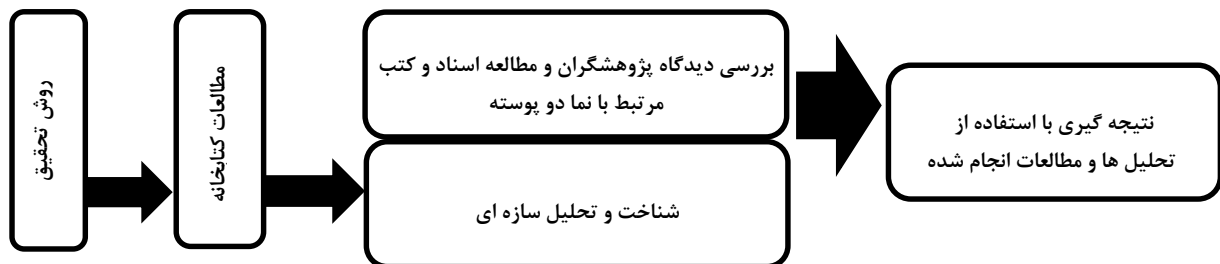 روش تحقیق
مطالعات کتابخانه
بررسی دیدگاه پژوهشگران و مطالعه اسناد و کتب
مرتبط با نما دو پوسته
شناخت و تحلیل سازه ای
نتیجه گیری با استفاده از
تحلیل ها و مطالعات انجام شده